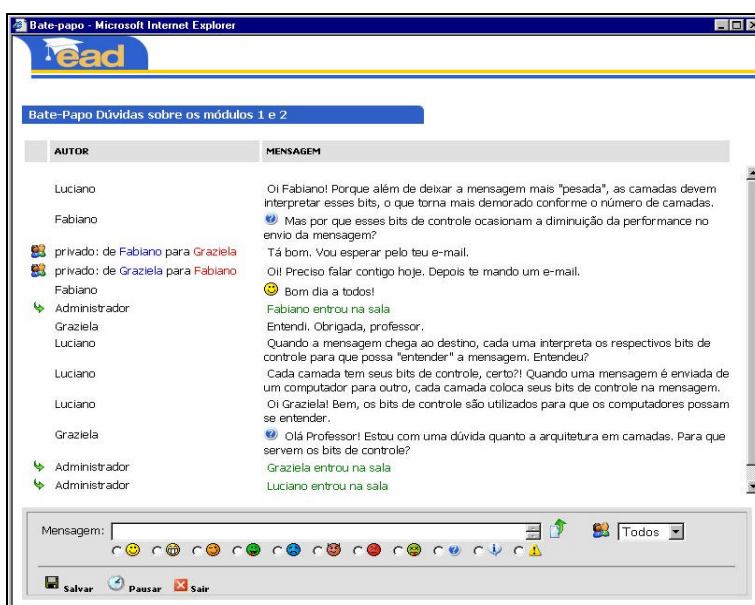 Bate-papo - Microsoft Internet Explorer
ead
Bate-Papo Dúvidas sobre os módulos 1 e 2
AUTOR MENSAGEM
Luciano Oi Fabiano! Porque além de deixar a mensagem mais "pesada", as camadas devem
interpretar esses bits, o que torna mais demorado conforme o número de camadas.
Fabiano Mas por que esses bits de controle ocasionam a diminuição da performance no
envio da mensagem?
privado: de Fabiano para Graziela Tá bom. Vou esperar pelo teu e-mail.
privado: de Graziela para Fabiano Oi! Preciso falar contigo hoje. Depois te mando um e-mail.
Fabiano Bom dia a todos!
Administrador Fabiano entrou na sala
Graziela Entendi. Obrigada, professor.
Luciano Quando a mensagem chega ao destino, cada uma interpreta os respectivos bits de
controle para que possa "entender" a mensagem. Entendeu?
Luciano Cada camada tem seus bits de controle, certo?! Quando uma mensagem é enviada de
um computador para outro, cada camada coloca seus bits de controle na mensagem.
Luciano Oi Graziela! Bem, os bits de controle são utilizados para que os computadores possam
se entender.
Graziela Olá Professor! Estou com uma dúvida quanto a arquitetura em camadas. Para que
servem os bits de controle?
Administrador Graziela entrou na sala
Administrador Luciano entrou na sala
Mensagem: Todos
Salvar Pausar Sair